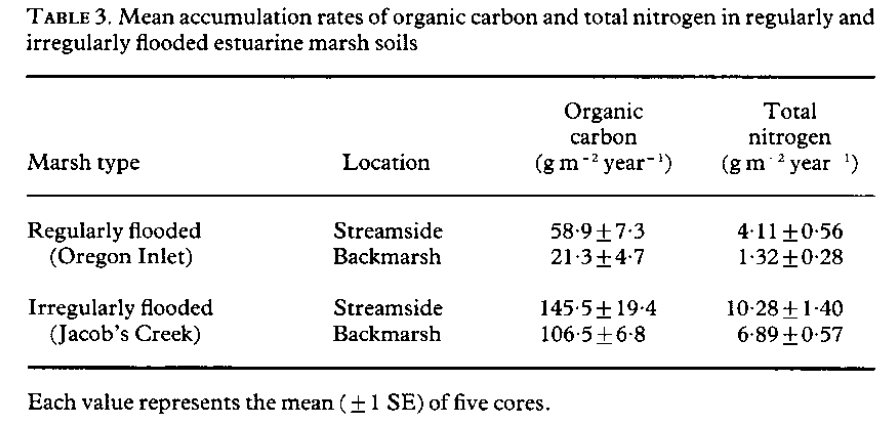 TABLE 3. Mean accumulation rates of organic carbon and total nitrogen in regularly and
irregularly flooded estuarine marsh soils
Organic Total
carbon nitrogen
Marsh type Location (g m⁻² year⁻¹) (g m⁻² year ¹)
Regularly flooded Streamside 58·9±7·3 4·11±0·56
(Oregon Inlet) Backmarsh 21·3±4·7 1·32±0·28
Irregularly flooded Streamside 145·5±19·4 10·28±1·40
(Jacob's Creek) Backmarsh 106·5±6·8 6·89±0·57
Each value represents the mean (±1 SE) of five cores.